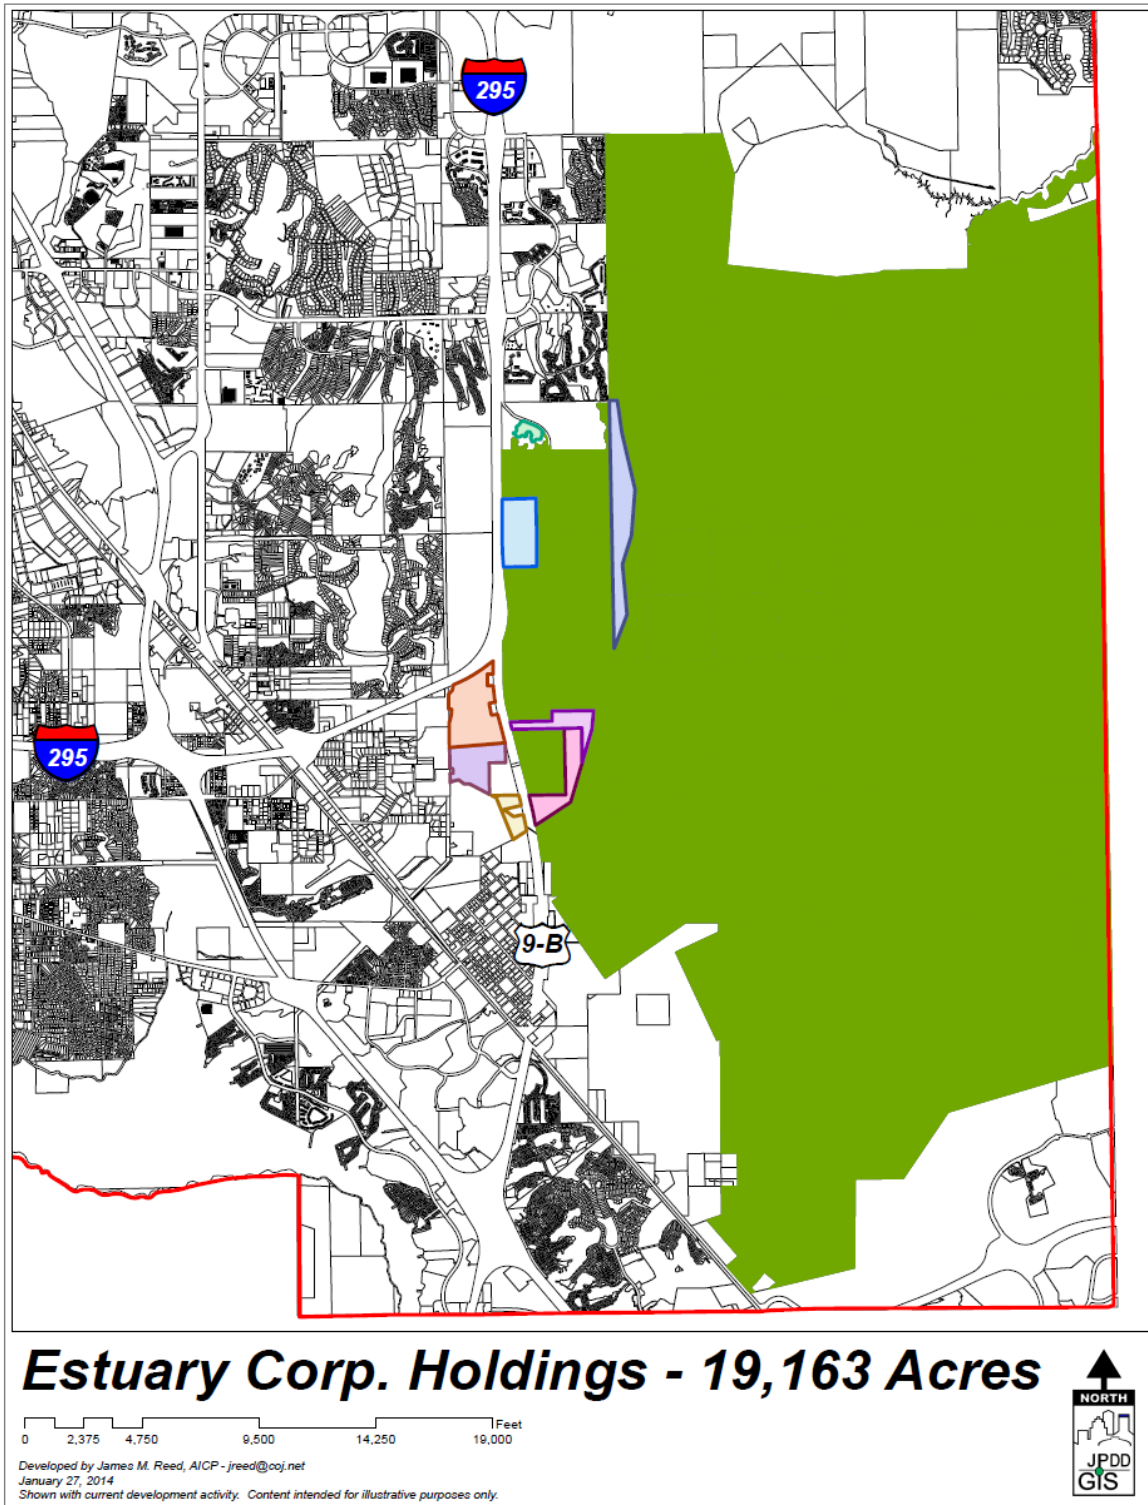 295
295
9-B
Estuary Corp. Holdings - 19,163 Acres
Feet
0 2,375 4,750 9,500 14,250 19,000
Developed by James M. Reed, AICP - jreed@coj.net
January 27, 2014
Shown with current development activity. Content intended for illustrative purposes only.
NORTH
JPDD
GIS